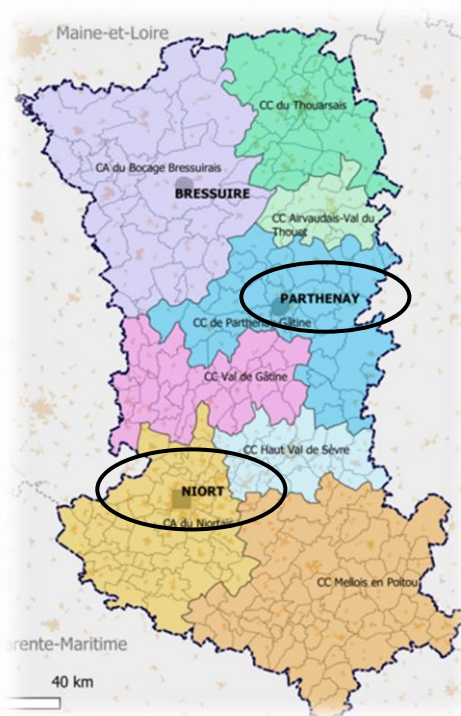 Maine-et-Loire
CC du Thouarsais
CA du Bocage Bressuirais
BRESSUIRE
CC Airvaudais-Val du
Thouet
PARTHENAY
CC de Parthenay Gâtine
CC Val de Gâtine
CC Haut Val de Sèvre
NIORT
CA du Niortais
CC Mellois en Poitou
arente-Maritime
40 km